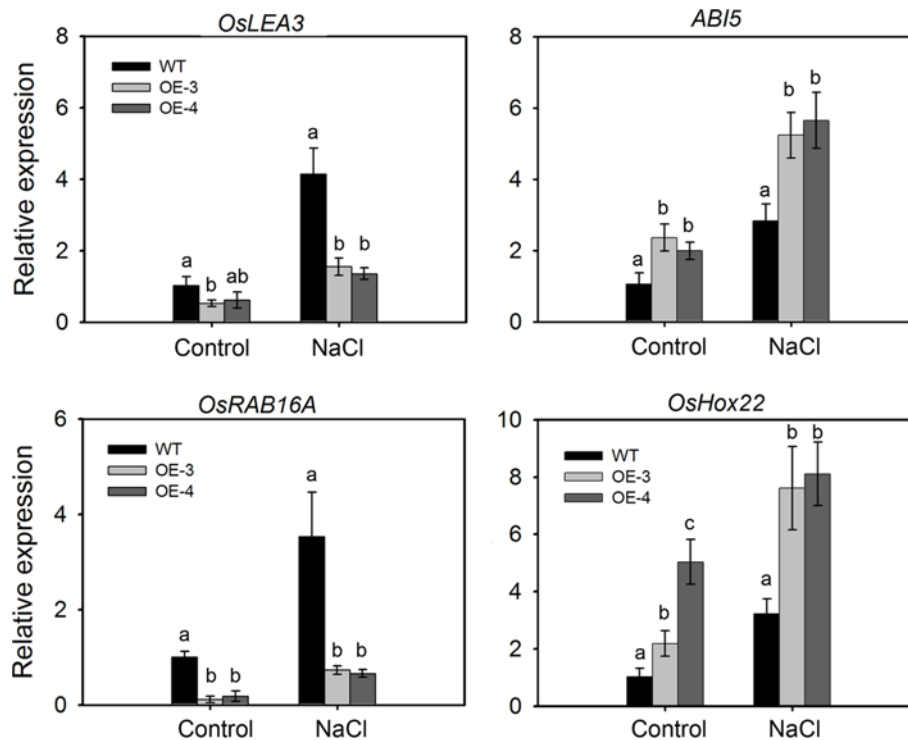 OsLEA3
8
6
4
2
0
Relative expression
WT
OE-3
OE-4
a
b
ab
a
b
b
Control
NaCl
ABI5
8
6
4
2
0
a
b
b
a
b
b
Control
NaCl
OsRAB16A
6
4
2
0
Relative expression
WT
OE-3
OE-4
a
b
b
a
b
b
Control
NaCl
OsHox22
10
8
6
4
2
0
WT
OE-3
OE-4
a
b
c
a
b
b
Control
NaCl